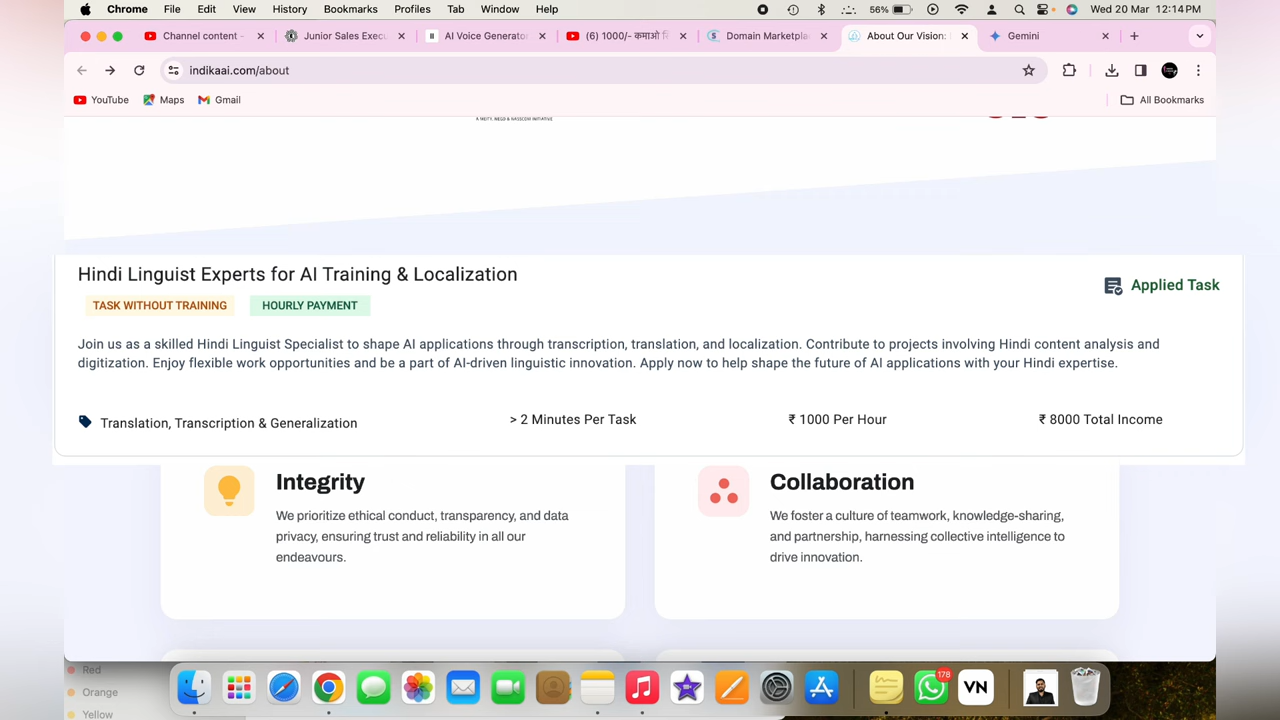 Chrome File Edit View History Bookmarks Profiles Tab Window Help 56% Wed 20 Mar 12:14 PM
Channel content - Junior Sales Execu AI Voice Generator (6) 1000/- कमाओ Domain Marketpla About Our Vision: Gemini
indikaai.com/about
YouTube Maps Gmail All Bookmarks
A MEITY, NEGD & NASSCOM INITIATIVE
Hindi Linguist Experts for AI Training & Localization
Applied Task
TASK WITHOUT TRAINING HOURLY PAYMENT
Join us as a skilled Hindi Linguist Specialist to shape AI applications through transcription, translation, and localization. Contribute to projects involving Hindi content analysis and
digitization. Enjoy flexible work opportunities and be a part of AI-driven linguistic innovation. Apply now to help shape the future of AI applications with your Hindi expertise.
Translation, Transcription & Generalization > 2 Minutes Per Task ₹ 1000 Per Hour ₹ 8000 Total Income
Integrity
We prioritize ethical conduct, transparency, and data
privacy, ensuring trust and reliability in all our
endeavours.
Collaboration
We foster a culture of teamwork, knowledge-sharing,
and partnership, harnessing collective intelligence to
drive innovation.
Red
Orange
Yellow
178
VN